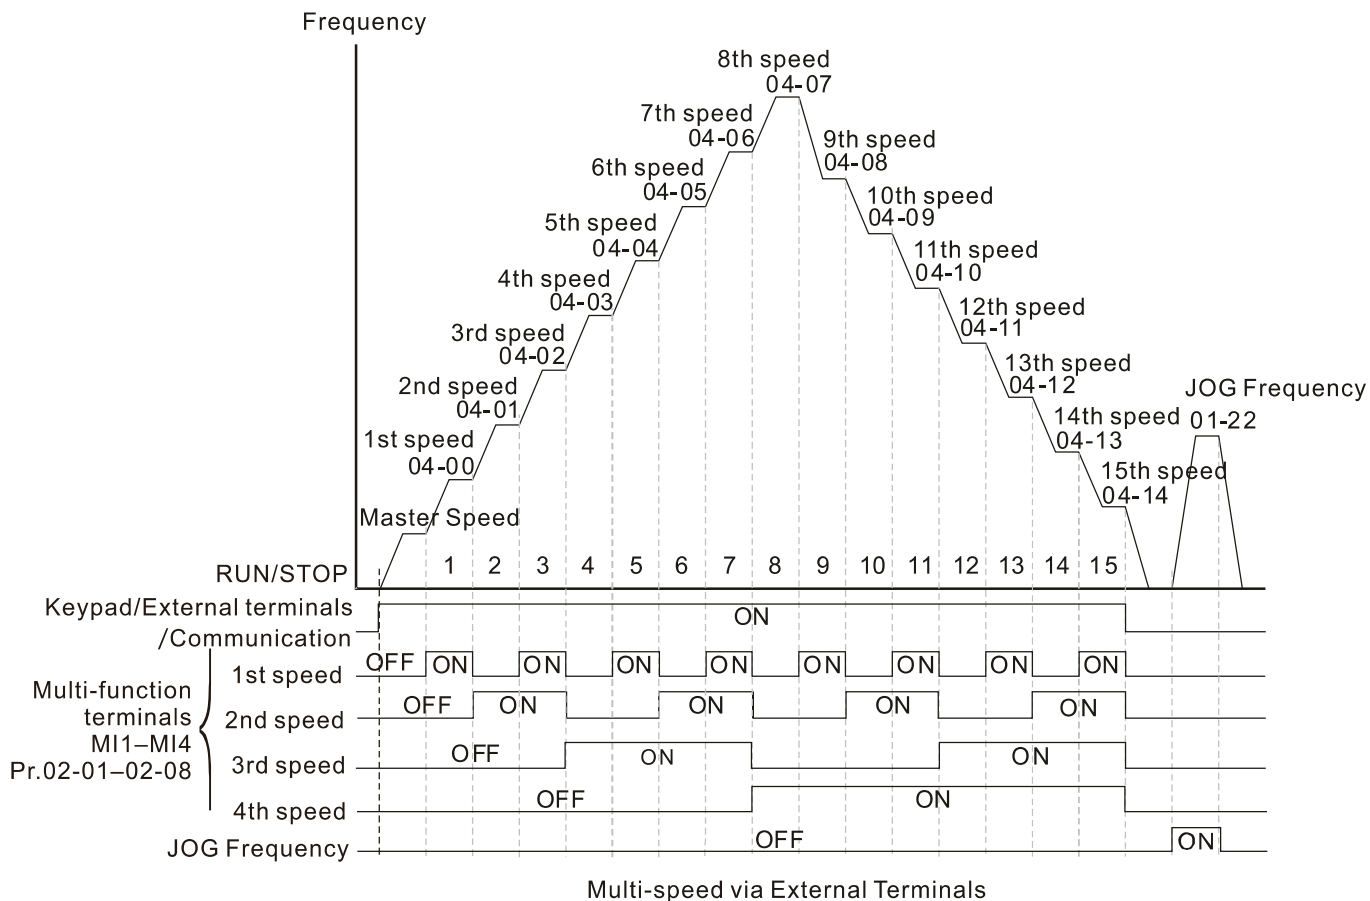 Frequency
8th speed
04-07
7th speed
04-06
9th speed
04-08
6th speed
04-05
10th speed
04-09
5th speed
04-04
11th speed
04-10
4th speed
04-03
12th speed
04-11
3rd speed
04-02
13th speed
04-12
2nd speed
04-01
JOG Frequency
01-22
14th speed
04-13
1st speed
04-00
15th speed
04-14
Master Speed
RUN/STOP
1 2 3 4 5 6 7 8 9 10 11 12 13 14 15
Keypad/External terminals
/Communication
ON
Multi-function
terminals
MI1–MI4
Pr.02-01–02-08
1st speed
OFF ON ON ON ON ON ON ON ON
2nd speed
OFF ON ON ON ON
3rd speed
OFF ON ON
4th speed
OFF ON
JOG Frequency
OFF ON
Multi-speed via External Terminals